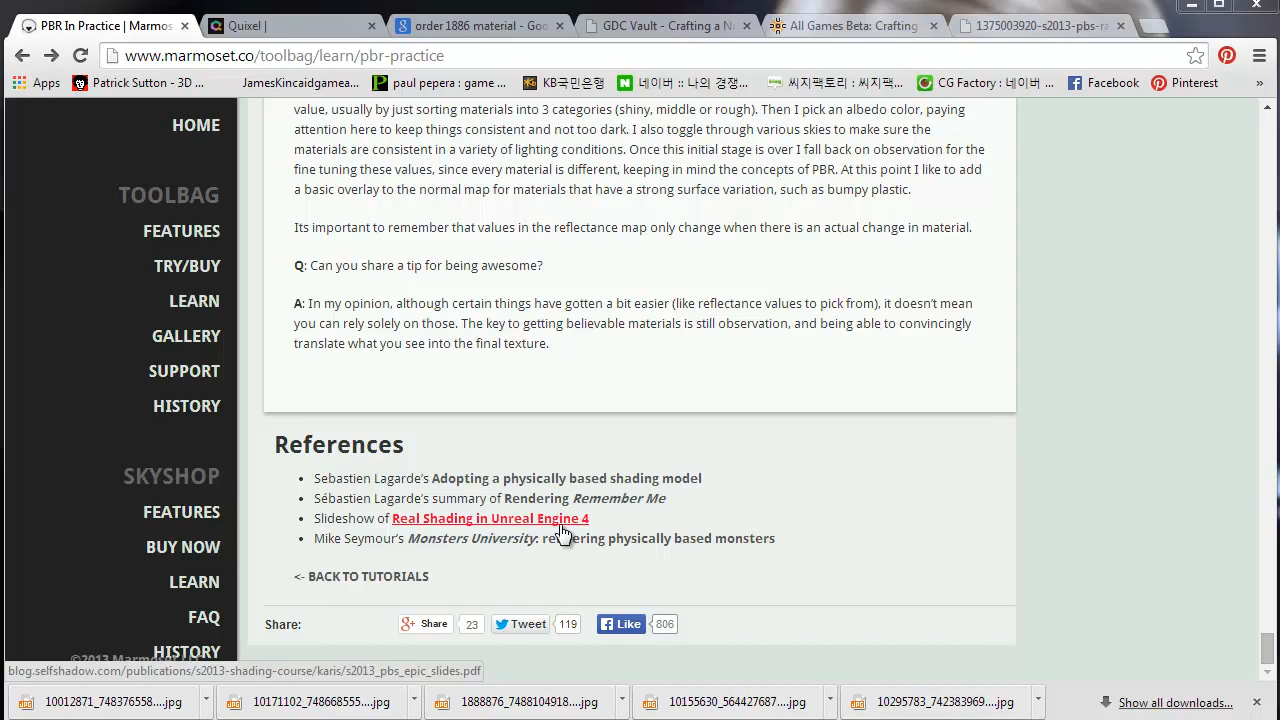 PBR In Practice | Marmos
Quixel |
order1886 material - Goo
GDC Vault - Crafting a N
All Games Beta: Crafting
1375003920-s2013-pbs-ra
www.marmoset.co/toolbag/learn/pbr-practice
Apps
Patrick Sutton - 3D ...
JamesKincaidgamea...
paul pepera: game ...
KB국민은행
네이버 :: 나의 경쟁...
씨지팩토리 : 씨지팩...
CG Factory : 네이버 ...
Facebook
Pinterest
»
HOME
TOOLBAG
FEATURES
TRY/BUY
LEARN
GALLERY
SUPPORT
HISTORY
SKYSHOP
FEATURES
BUY NOW
LEARN
FAQ
HISTORY
value, usually by just sorting materials into 3 categories (shiny, middle or rough). Then I pick an albedo color, paying
attention here to keep things consistent and not too dark. I also toggle through various skies to make sure the
materials are consistent in a variety of lighting conditions. Once this initial stage is over I fall back on observation for the
fine tuning these values, since every material is different, keeping in mind the concepts of PBR. At this point I like to add
a basic overlay to the normal map for materials that have a strong surface variation, such as bumpy plastic.
Its important to remember that values in the reflectance map only change when there is an actual change in material.
Q: Can you share a tip for being awesome?
A: In my opinion, although certain things have gotten a bit easier (like reflectance values to pick from), it doesn't mean
you can rely solely on those. The key to getting believable materials is still observation, and being able to convincingly
translate what you see into the final texture.
References
• Sebastien Lagarde's Adopting a physically based shading model
• Sébastien Lagarde's summary of Rendering Remember Me
• Slideshow of Real Shading in Unreal Engine 4
• Mike Seymour's Monsters University: rendering physically based monsters
<- BACK TO TUTORIALS
Share:
Share
23
Tweet
119
Like
806
©2013 Marmoset LLC
blog.selfshadow.com/publications/s2013-shading-course/karis/s2013_pbs_epic_slides.pdf
10012871_748376558....jpg
10171102_748668555....jpg
1888876_7488104918....jpg
10155630_564427687....jpg
10295783_742383969....jpg
Show all downloads...